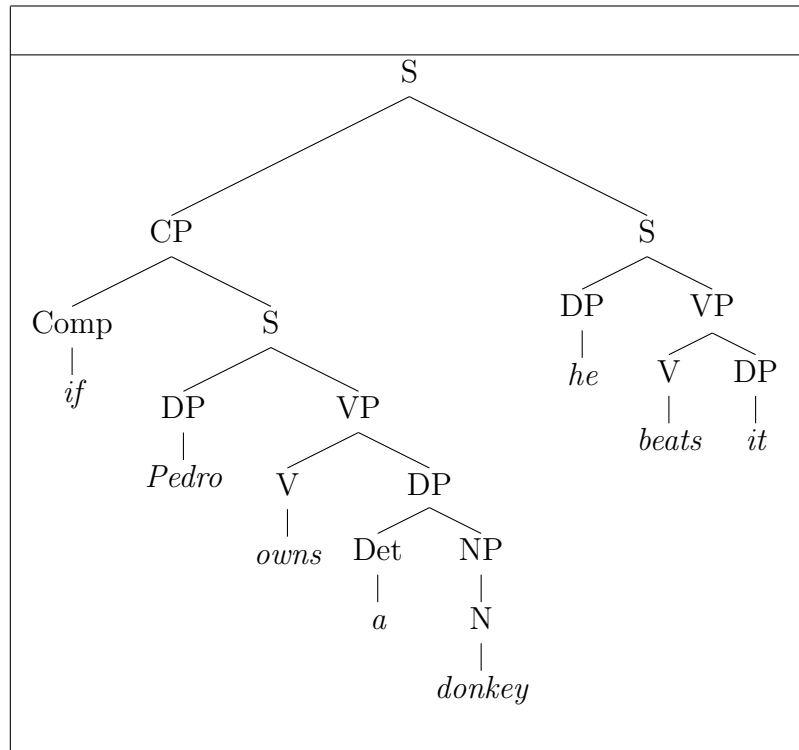 S
CP S
Comp S DP VP
if he V DP
DP VP beats it
Pedro V DP
owns Det NP
a N
donkey